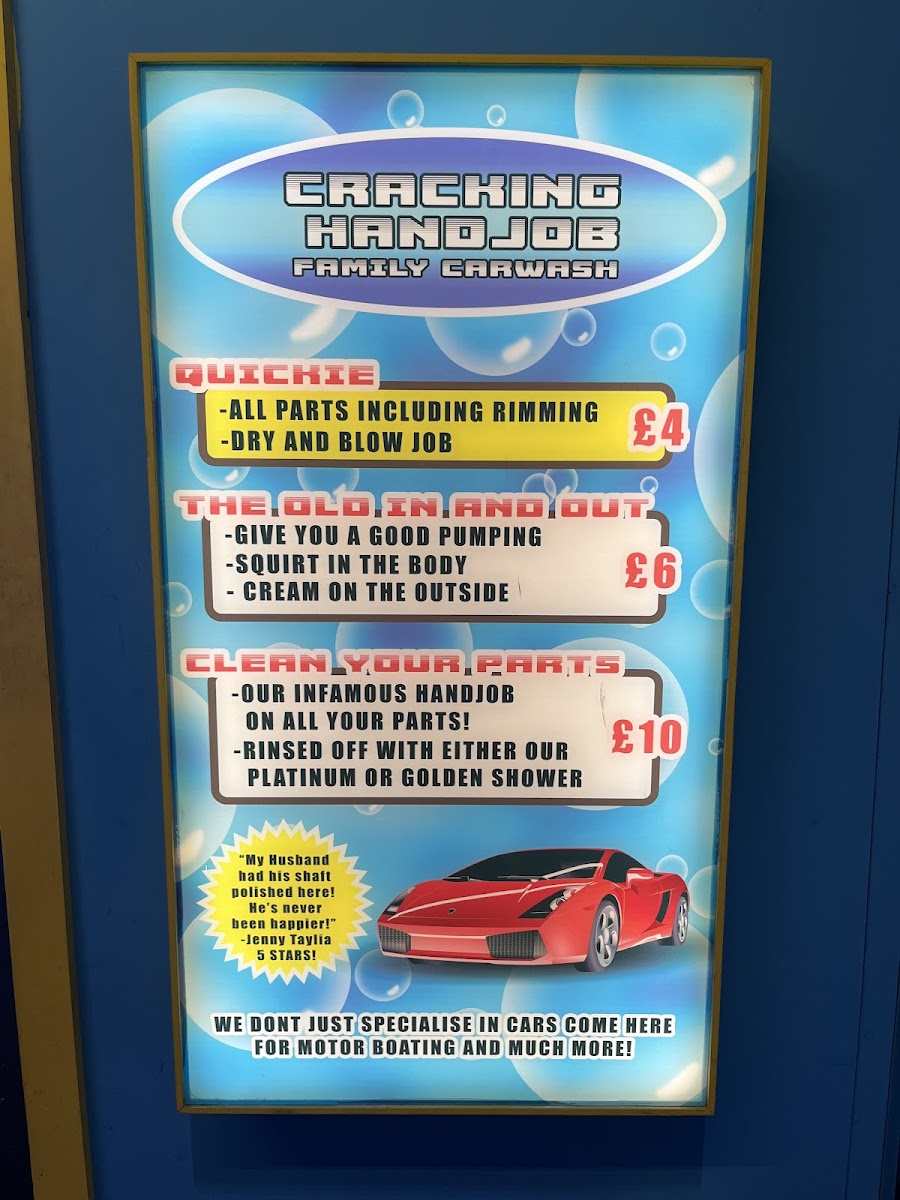 CRACKING
HANDJOB
FAMILY CARWASH
QUICKIE
-ALL PARTS INCLUDING RIMMING
-DRY AND BLOW JOB
£4
THE OLD IN AND OUT
-GIVE YOU A GOOD PUMPING
-SQUIRT IN THE BODY
- CREAM ON THE OUTSIDE
£6
CLEAN YOUR PARTS
-OUR INFAMOUS HANDJOB
ON ALL YOUR PARTS!
-RINSED OFF WITH EITHER OUR
PLATINUM OR GOLDEN SHOWER
£10
“My Husband
had his shaft
polished here!
He’s never
been happier!”
-Jenny Taylia
5 STARS!
WE DONT JUST SPECIALISE IN CARS COME HERE
FOR MOTOR BOATING AND MUCH MORE!